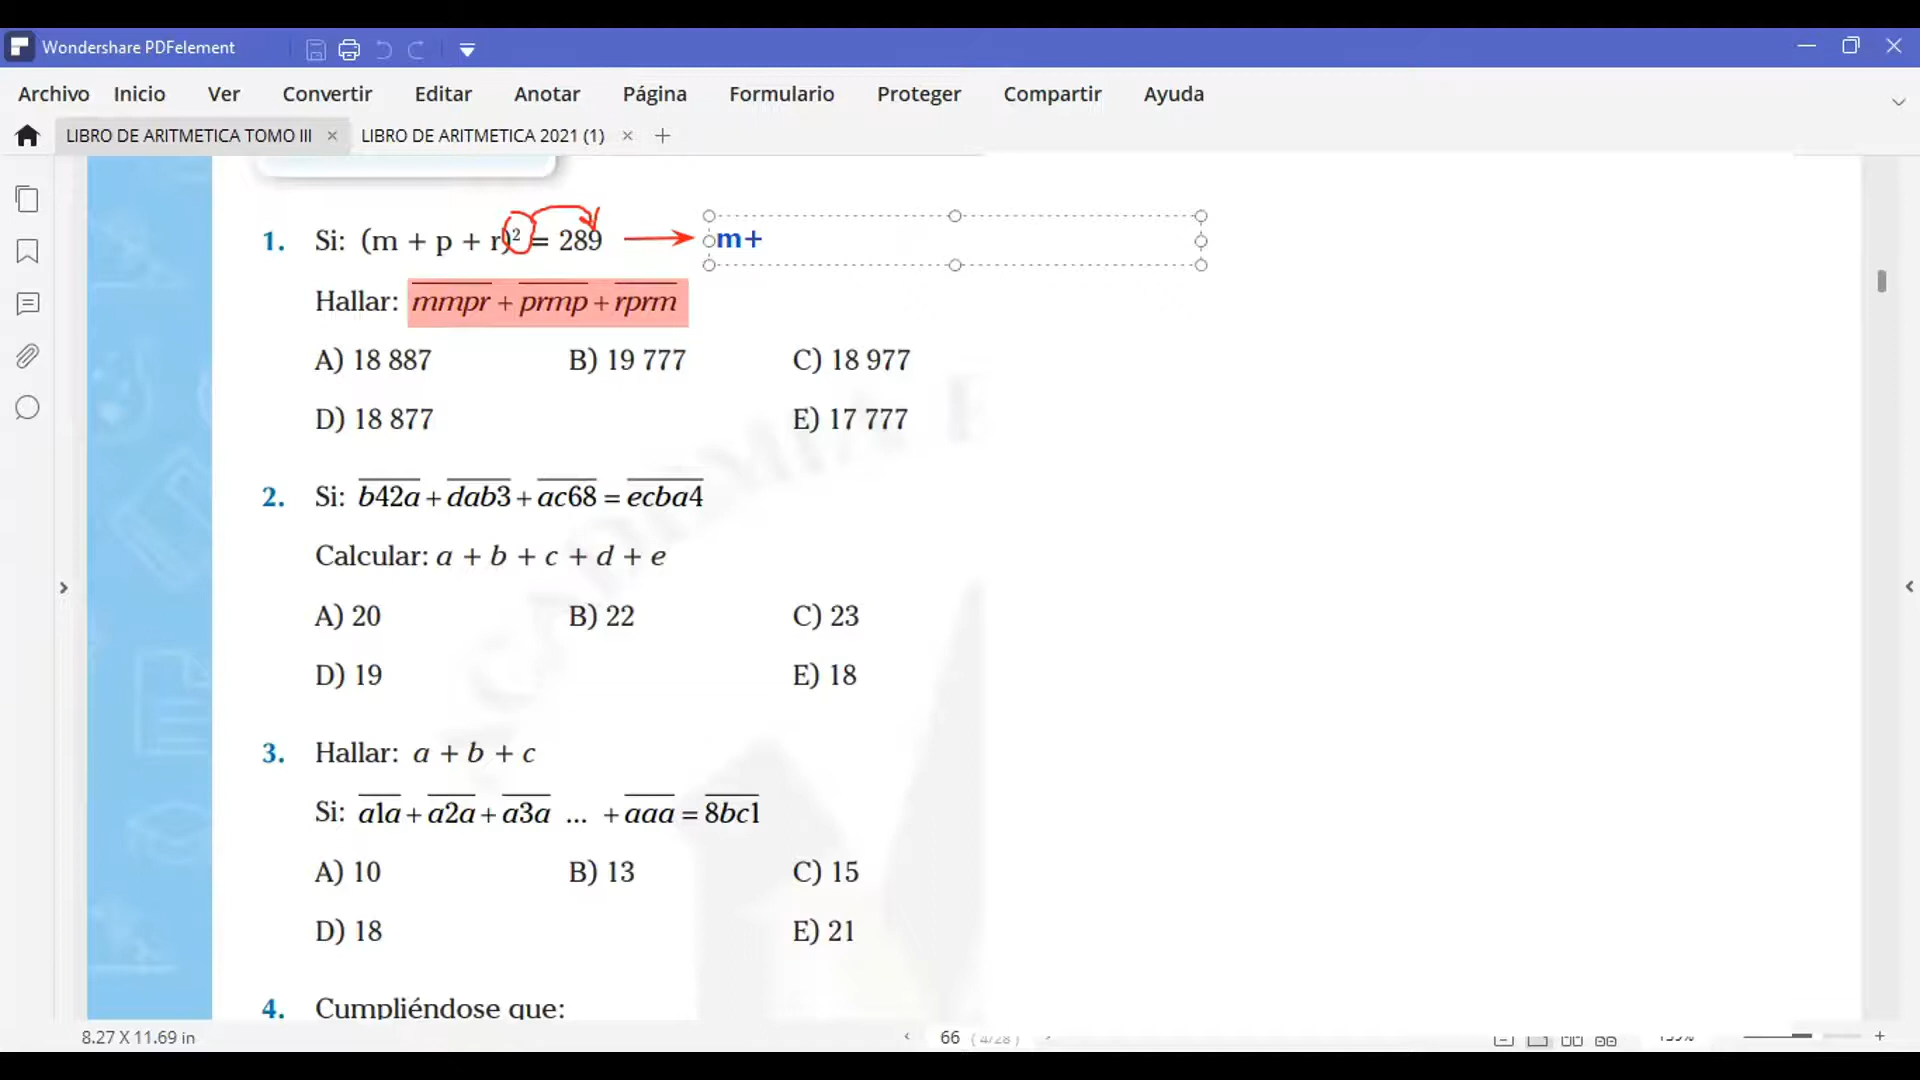 Wondershare PDFelement
Archivo Inicio Ver Convertir Editar Anotar Página Formulario Proteger Compartir Ayuda
LIBRO DE ARITMETICA TOMO III × LIBRO DE ARITMETICA 2021 (1) × +
1. Si: (m + p + r)² = 289 → m+
Hallar: mmpr + prmp + rprm
A) 18 887 B) 19 777 C) 18 977
D) 18 877 E) 17 777
2. Si: b42a + dab3 + ac68 = ecba4
Calcular: a + b + c + d + e
A) 20 B) 22 C) 23
D) 19 E) 18
3. Hallar: a + b + c
Si: a1a + a2a + a3a ... + aaa = 8bc1
A) 10 B) 13 C) 15
D) 18 E) 21
4. Cumpliéndose que:
ACADEMIA
8.27 X 11.69 in 66 (4/28)